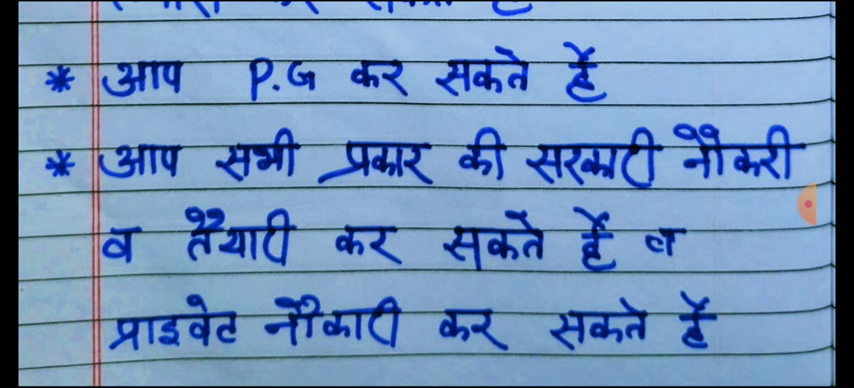 * आप P.G कर सकते हैं
* आप सभी प्रकार की सरकारी नौकरी
व तैयारी कर सकते हैं व
प्राइवेट नौकारी कर सकते हैं